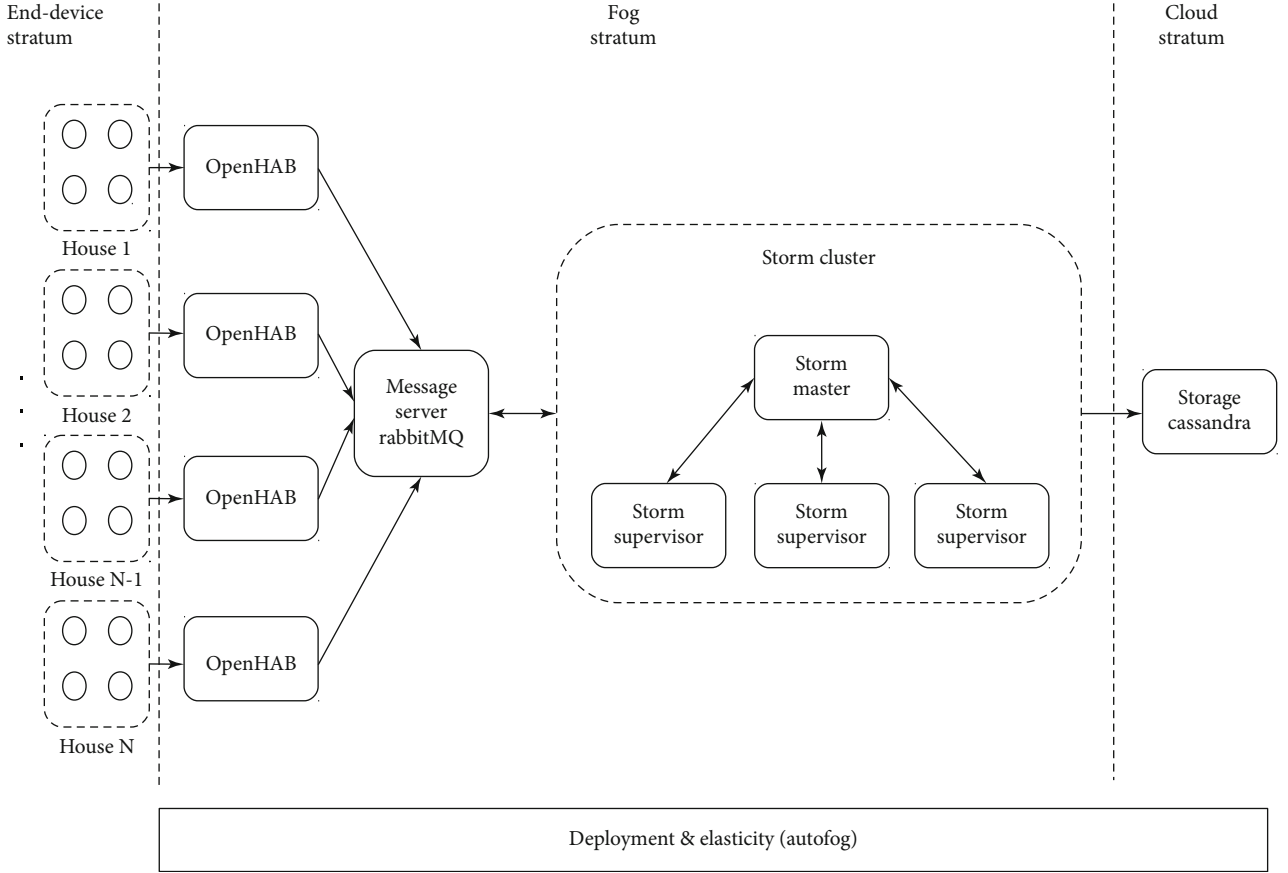 End-device
stratum
Fog
stratum
Cloud
stratum
OpenHAB
House 1
OpenHAB
House 2
OpenHAB
House N-1
OpenHAB
House N
Message
server
rabbitMQ
Storm cluster
Storm
master
Storm
supervisor
Storm
supervisor
Storm
supervisor
Storage
cassandra
Deployment & elasticity (autofog)